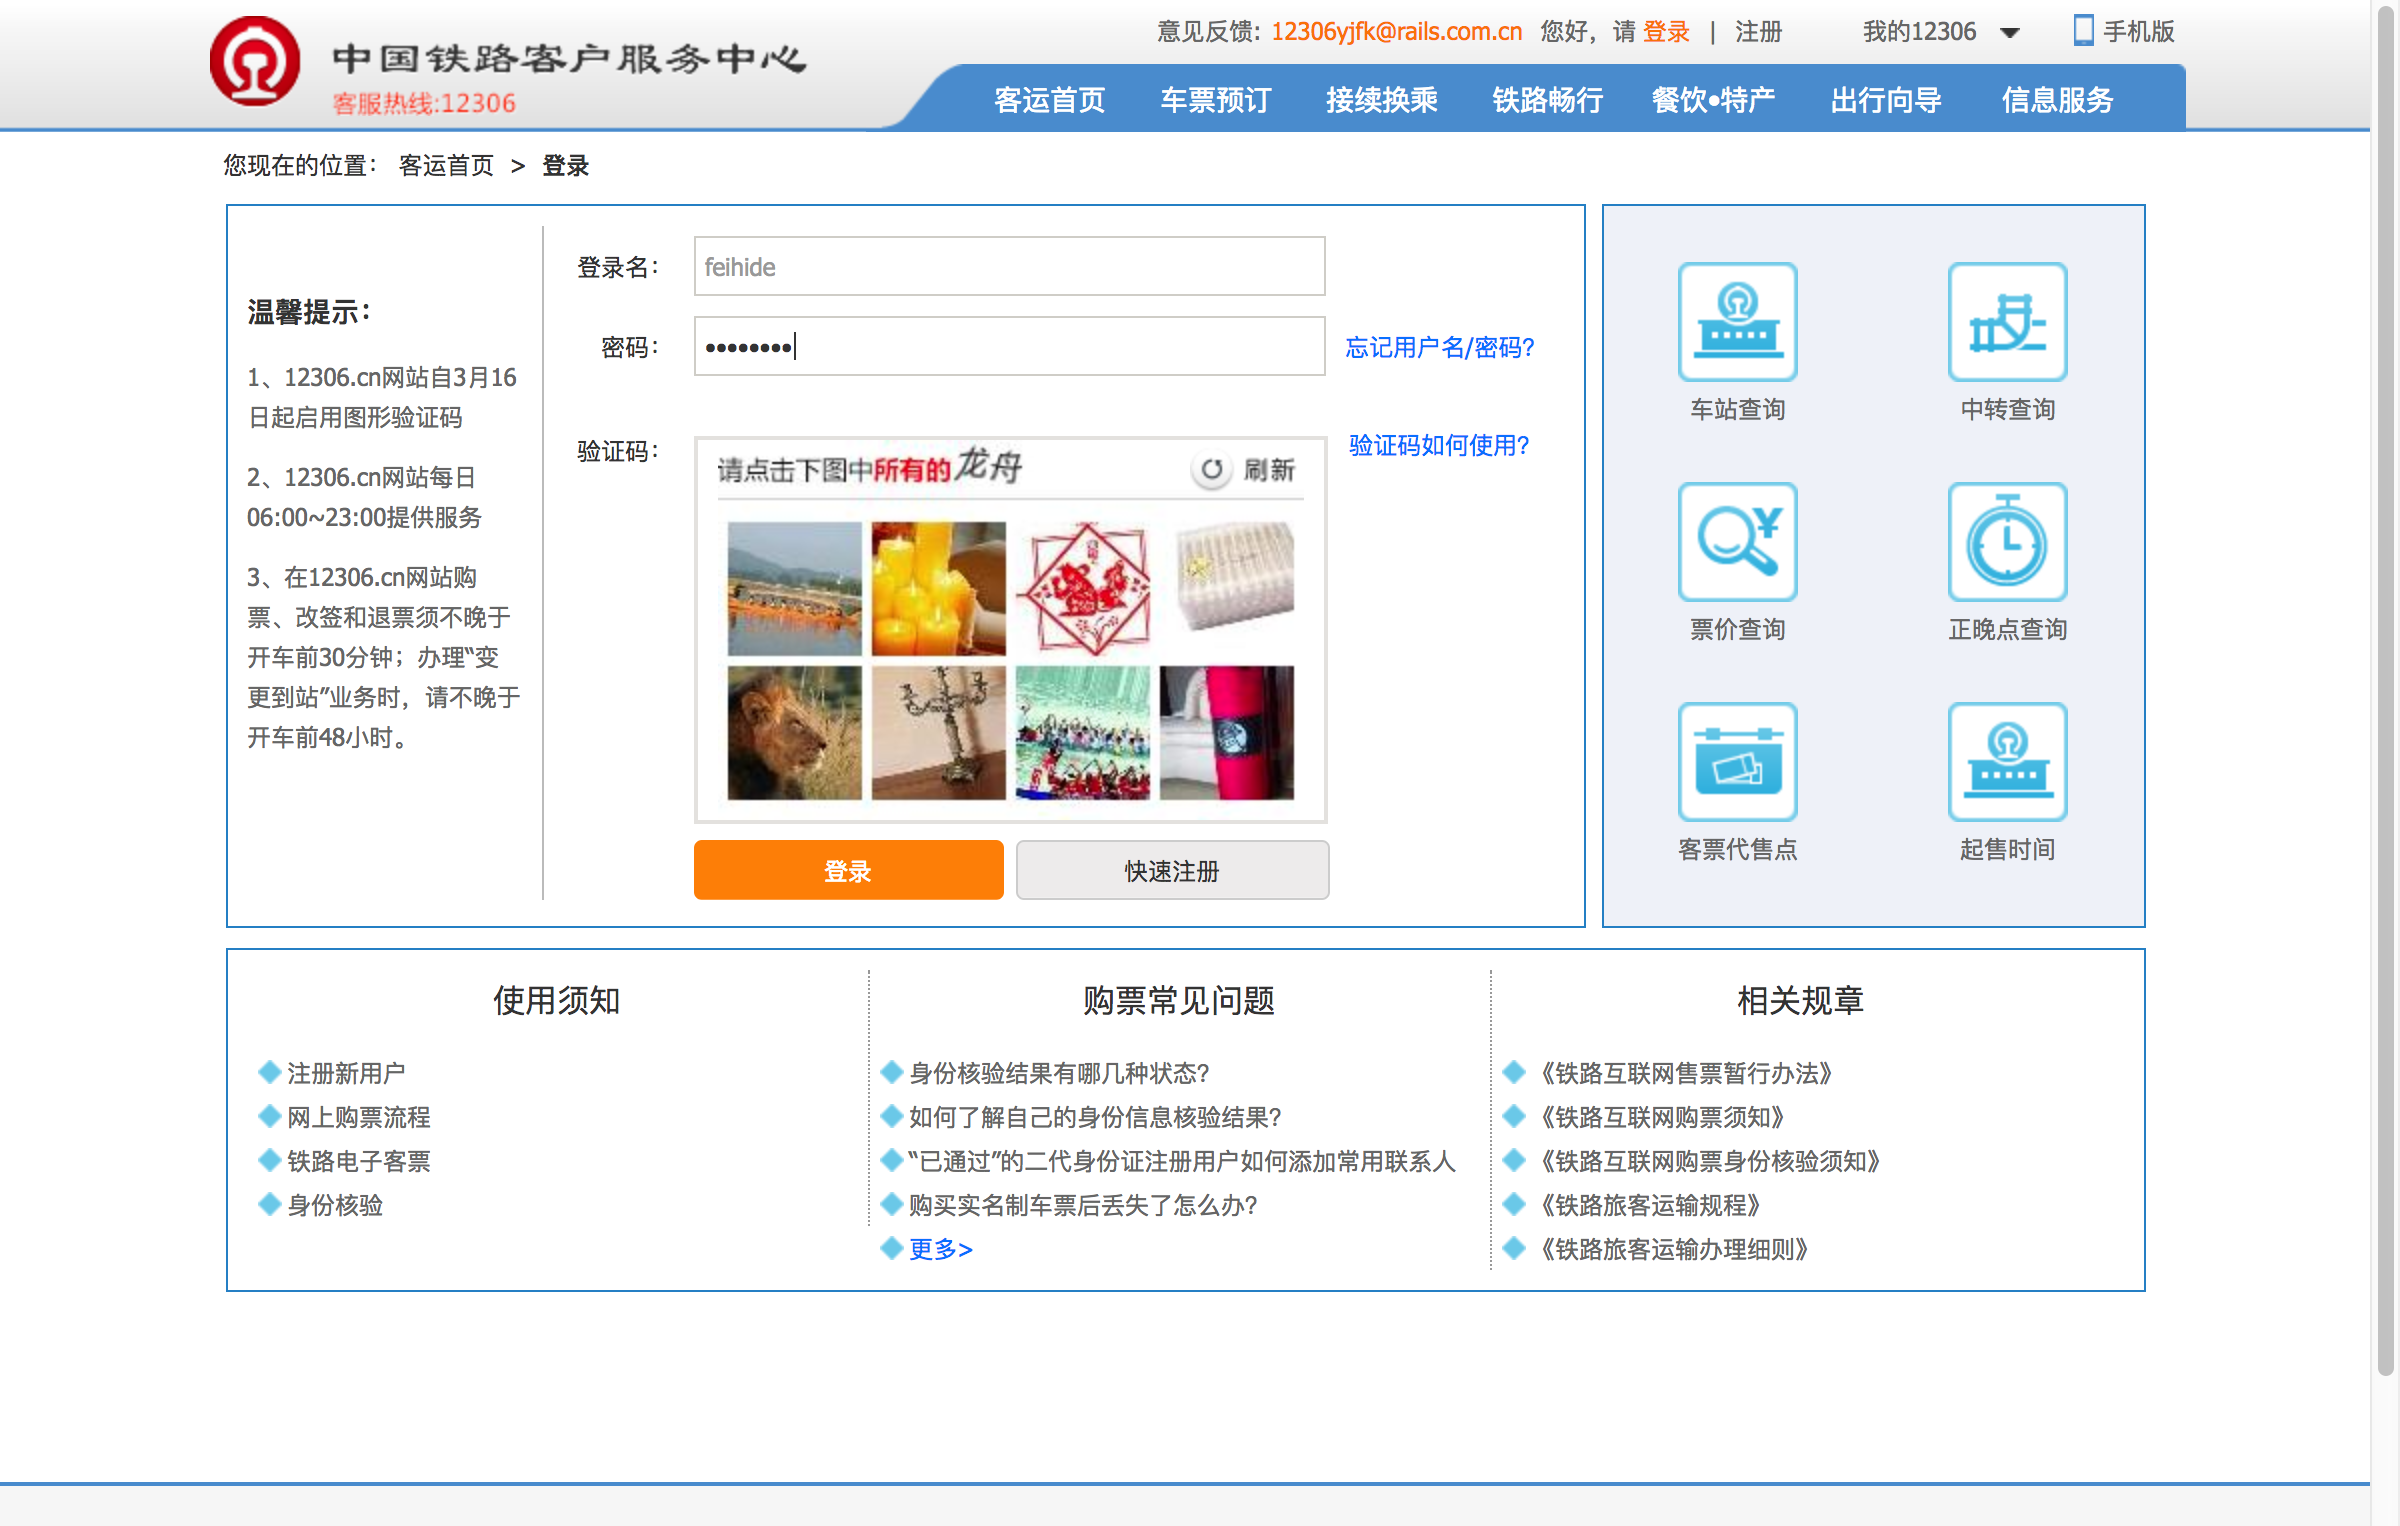 意见反馈: 12306yjfk@rails.com.cn 您好，请 登录 | 注册 我的12306 手机版
中国铁路客户服务中心
客服热线:12306
客运首页 车票预订 接续换乘 铁路畅行 餐饮•特产 出行向导 信息服务
您现在的位置： 客运首页 > 登录
温馨提示：
1、12306.cn网站自3月16
日起启用图形验证码
2、12306.cn网站每日
06:00~23:00提供服务
3、在12306.cn网站购
票、改签和退票须不晚于
开车前30分钟；办理“变
更到站”业务时，请不晚于
开车前48小时。
登录名： feihide
密码： ••••••••
忘记用户名/密码?
验证码：
请点击下图中所有的龙舟 刷新
验证码如何使用?
登录 快速注册
车站查询 中转查询
票价查询 正晚点查询
客票代售点 起售时间
使用须知
注册新用户
网上购票流程
铁路电子客票
身份核验
购票常见问题
身份核验结果有哪几种状态?
如何了解自己的身份信息核验结果?
“已通过”的二代身份证注册用户如何添加常用联系人
购买实名制车票后丢失了怎么办?
更多>
相关规章
《铁路互联网售票暂行办法》
《铁路互联网购票须知》
《铁路互联网购票身份核验须知》
《铁路旅客运输规程》
《铁路旅客运输办理细则》